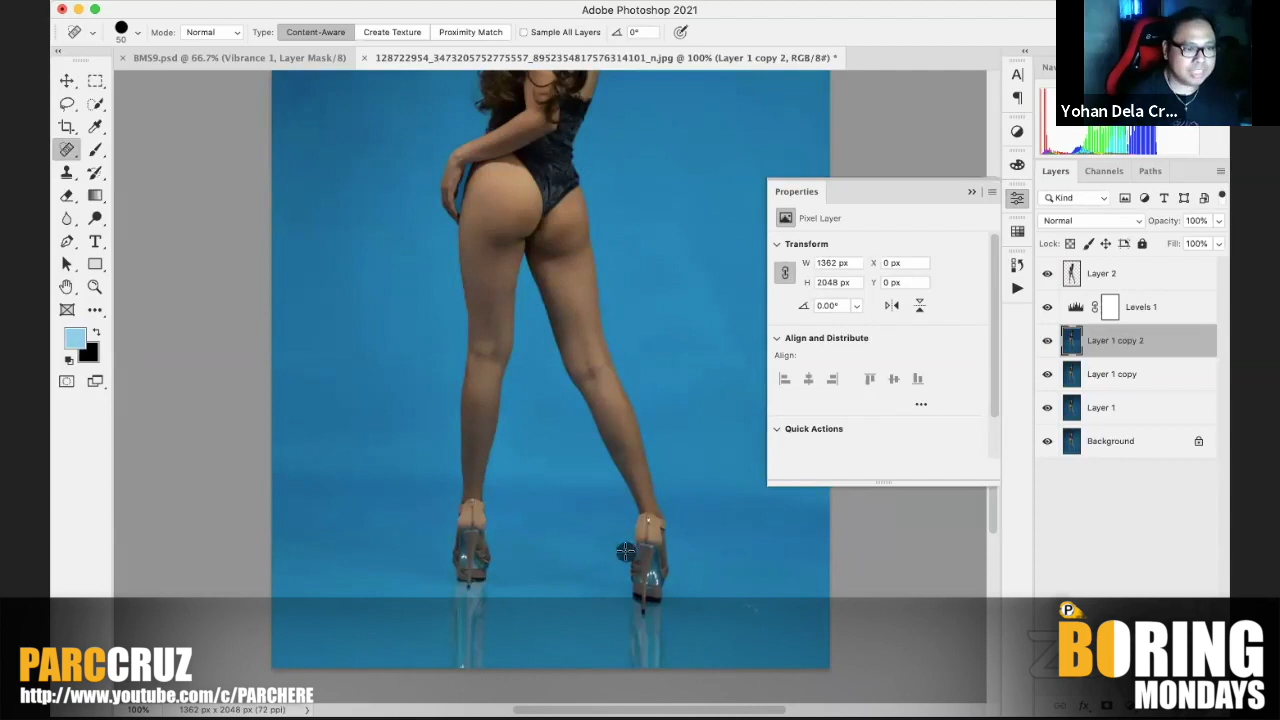 Adobe Photoshop 2021
50
Mode: Normal
Type: Content-Aware Create Texture Proximity Match
Sample All Layers
0°
BMS9.psd @ 66.7% (Vibrance 1, Layer Mask/8)
128722954_3473205752775557_8952354817576314101_n.jpg @ 100% (Layer 1 copy 2, RGB/8#) *
Yohan Dela Cr...
Properties
Pixel Layer
Transform
W 1362 px X 0 px
H 2048 px Y 0 px
0.00°
Align and Distribute
Align:
Quick Actions
Layers Channels Paths
Kind
Normal Opacity: 100%
Lock: Fill: 100%
Layer 2
Levels 1
Layer 1 copy 2
Layer 1 copy
Layer 1
Background
PARCCRUZ
http://www.youtube.com/c/PARCHERE
P
BORING
MONDAYS
100% 1362 px x 2048 px (72 ppi)